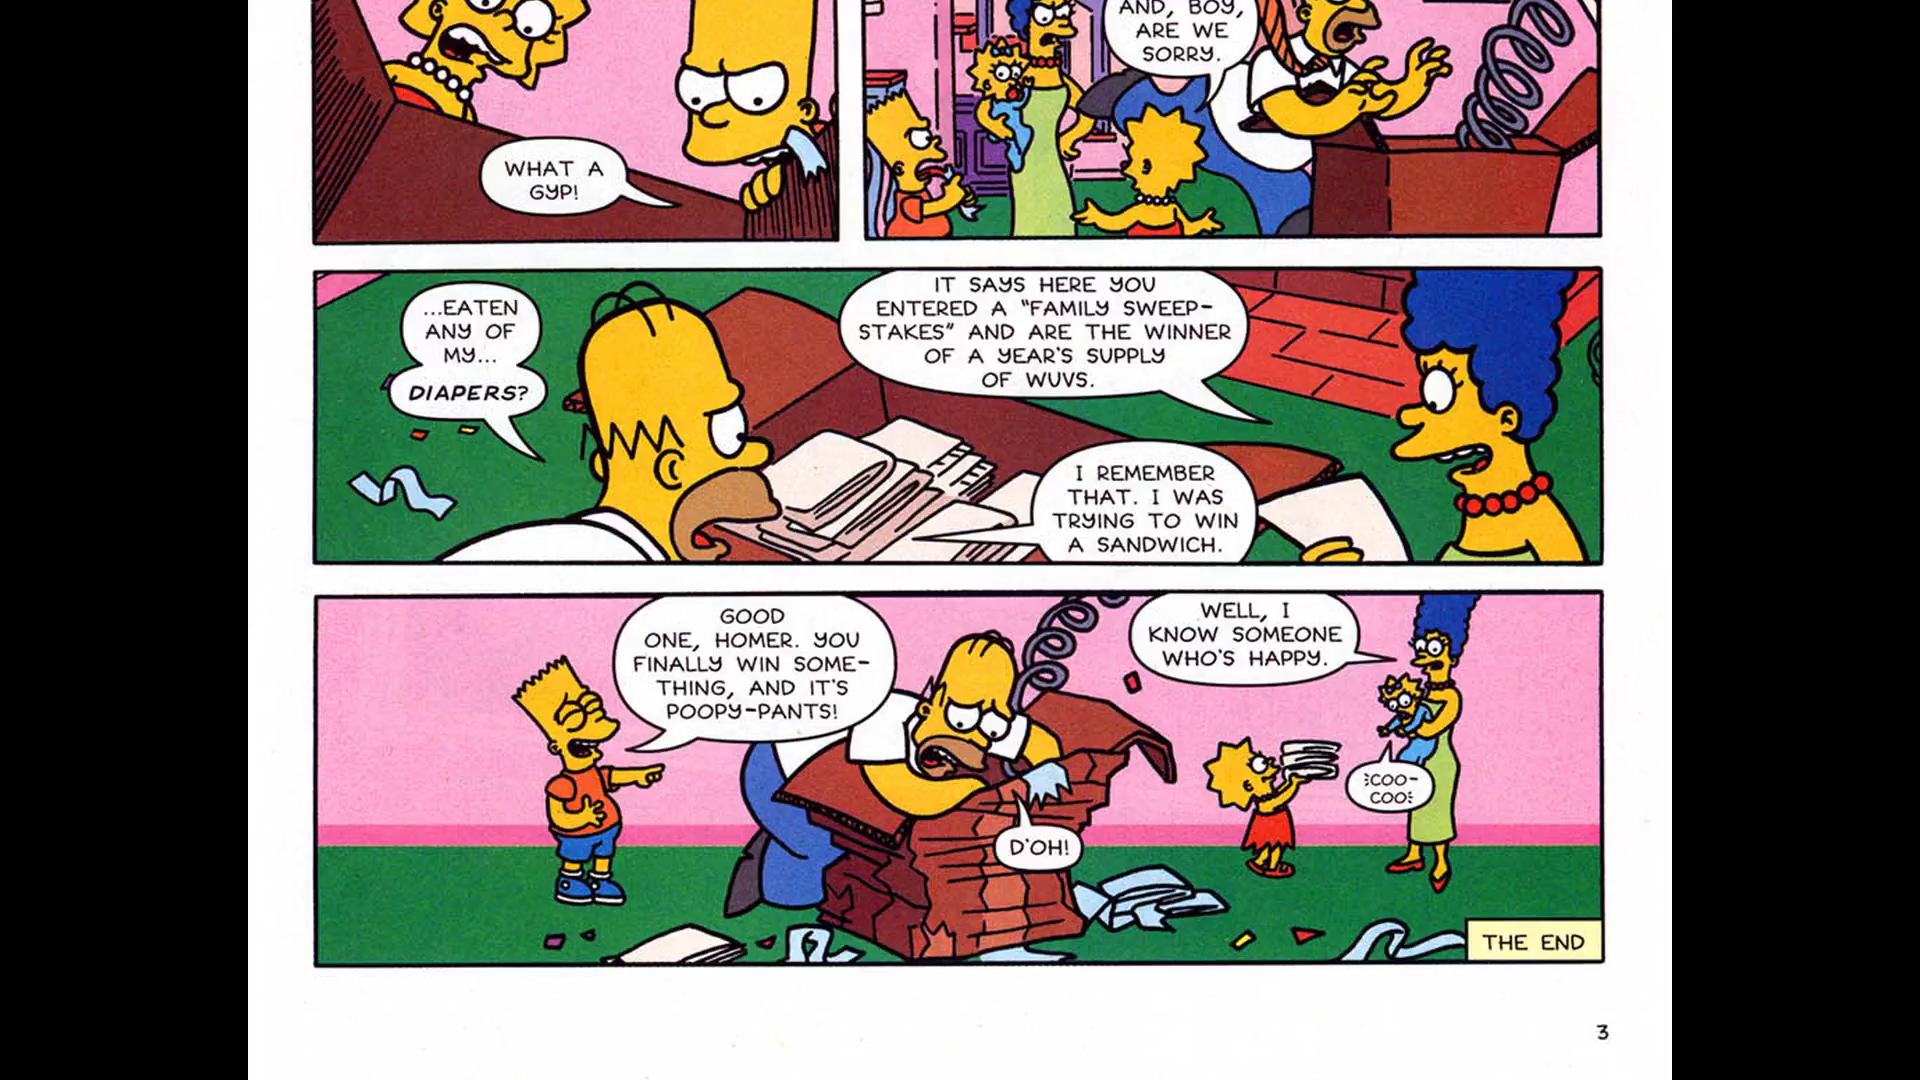 WHAT A
GYP!
AND, BOY,
ARE WE
SORRY.
...EATEN
ANY OF
MY...
DIAPERS?
IT SAYS HERE YOU
ENTERED A "FAMILY SWEEP-
STAKES" AND ARE THE WINNER
OF A YEAR'S SUPPLY
OF WUVS.
I REMEMBER
THAT. I WAS
TRYING TO WIN
A SANDWICH.
GOOD
ONE, HOMER. YOU
FINALLY WIN SOME-
THING, AND IT'S
POOPY-PANTS!
D'OH!
WELL, I
KNOW SOMEONE
WHO'S HAPPY.
COO-
COO
THE END
3